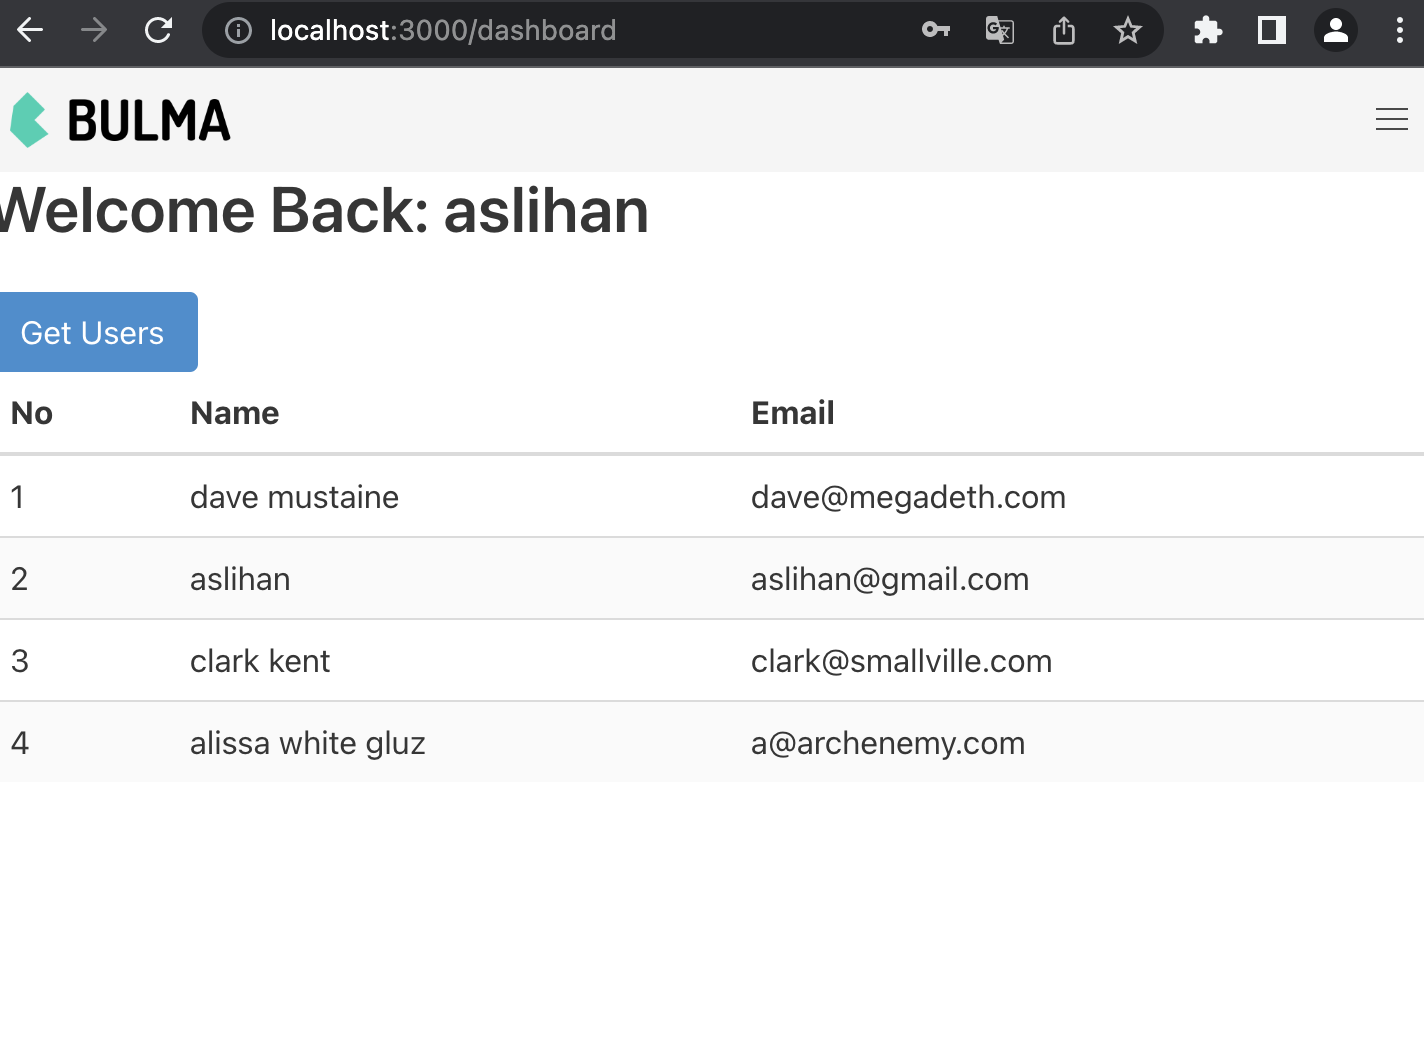 localhost:3000/dashboard
BULMA
Welcome Back: aslihan
Get Users
No Name Email
1 dave mustaine dave@megadeth.com
2 aslihan aslihan@gmail.com
3 clark kent clark@smallville.com
4 alissa white gluz a@archenemy.com